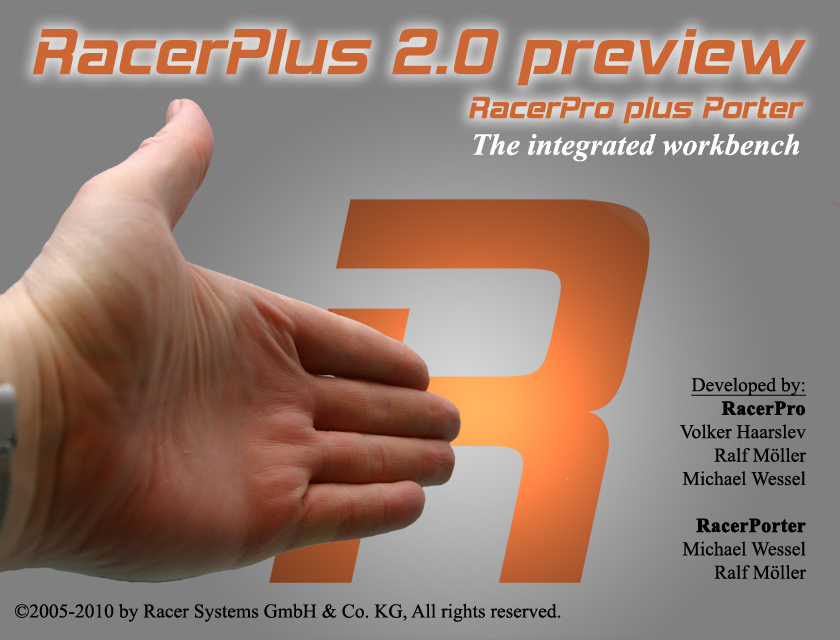 RacerPlus 2.0 preview
RacerPro plus Porter
The integrated workbench
R
Developed by:
RacerPro
Volker Haarslev
Ralf Möller
Michael Wessel
RacerPorter
Michael Wessel
Ralf Möller
©2005-2010 by Racer Systems GmbH & Co. KG, All rights reserved.